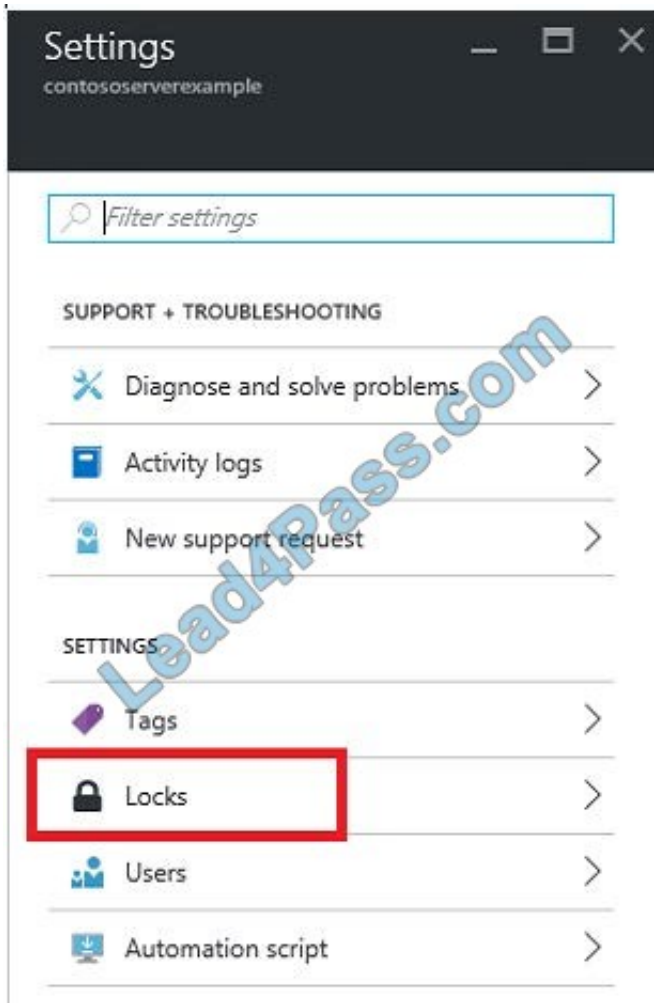 Settings
contososerverexample
Filter settings
SUPPORT + TROUBLESHOOTING
Diagnose and solve problems
Activity logs
New support request
SETTINGS
Tags
Locks
Users
Automation script
Lead4Pass.com